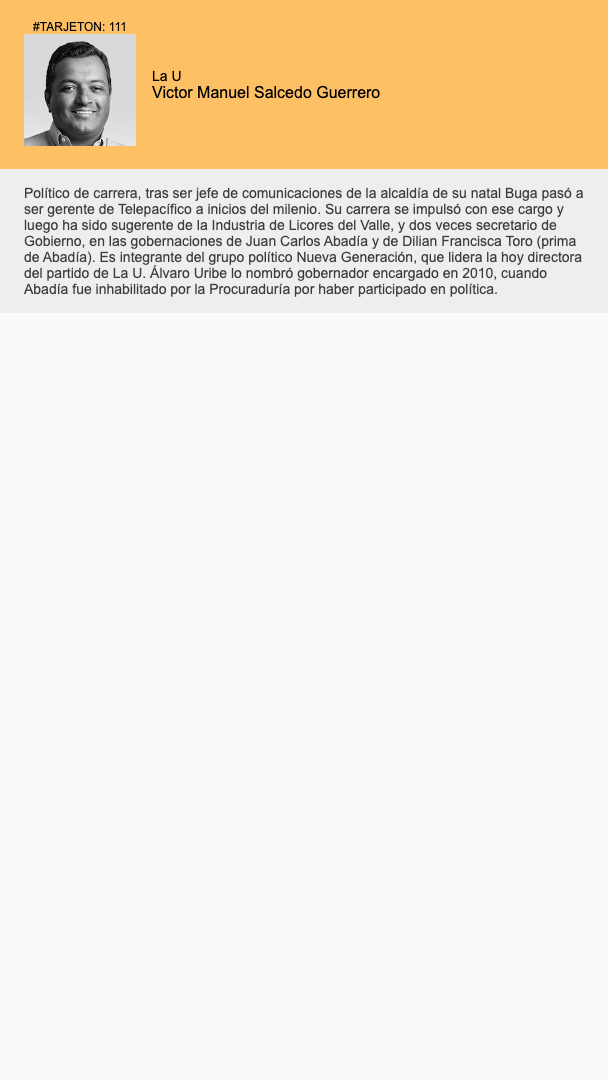 #TARJETON: 111
La U
Victor Manuel Salcedo Guerrero
Político de carrera, tras ser jefe de comunicaciones de la alcaldía de su natal Buga pasó a
ser gerente de Telepacífico a inicios del milenio. Su carrera se impulsó con ese cargo y
luego ha sido sugerente de la Industria de Licores del Valle, y dos veces secretario de
Gobierno, en las gobernaciones de Juan Carlos Abadía y de Dilian Francisca Toro (prima
de Abadía). Es integrante del grupo político Nueva Generación, que lidera la hoy directora
del partido de La U. Álvaro Uribe lo nombró gobernador encargado en 2010, cuando
Abadía fue inhabilitado por la Procuraduría por haber participado en política.